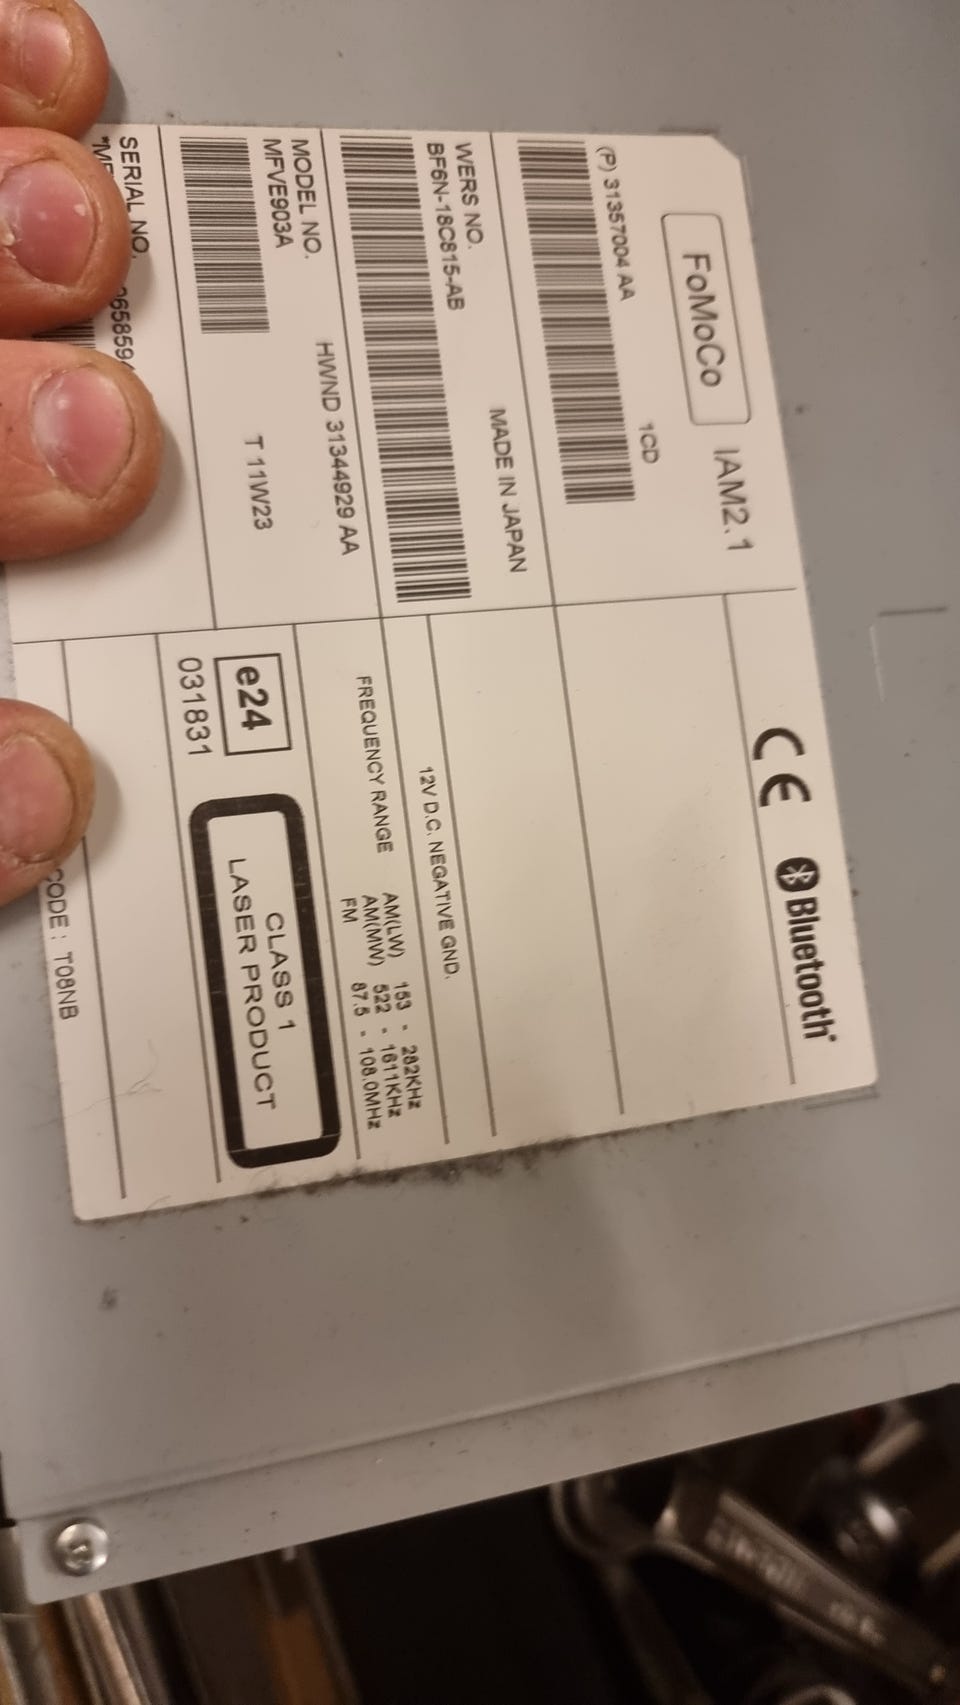 FoMoCo IAM2.1
(P) 31357004 AA 1CD
WERS NO. MADE IN JAPAN
BF6N-18C815-AB
HWND 31344929 AA
MODEL NO.
MFVE903A T 11W23
SERIAL NO.
CE Bluetooth®
12V D.C. NEGATIVE GND.
FREQUENCY RANGE AM(LW) 153 - 282KHz
AM(MW) 522 - 1611KHz
FM 87.5 - 108.0MHz
e24
031831
CLASS 1
LASER PRODUCT
CODE : T08NB